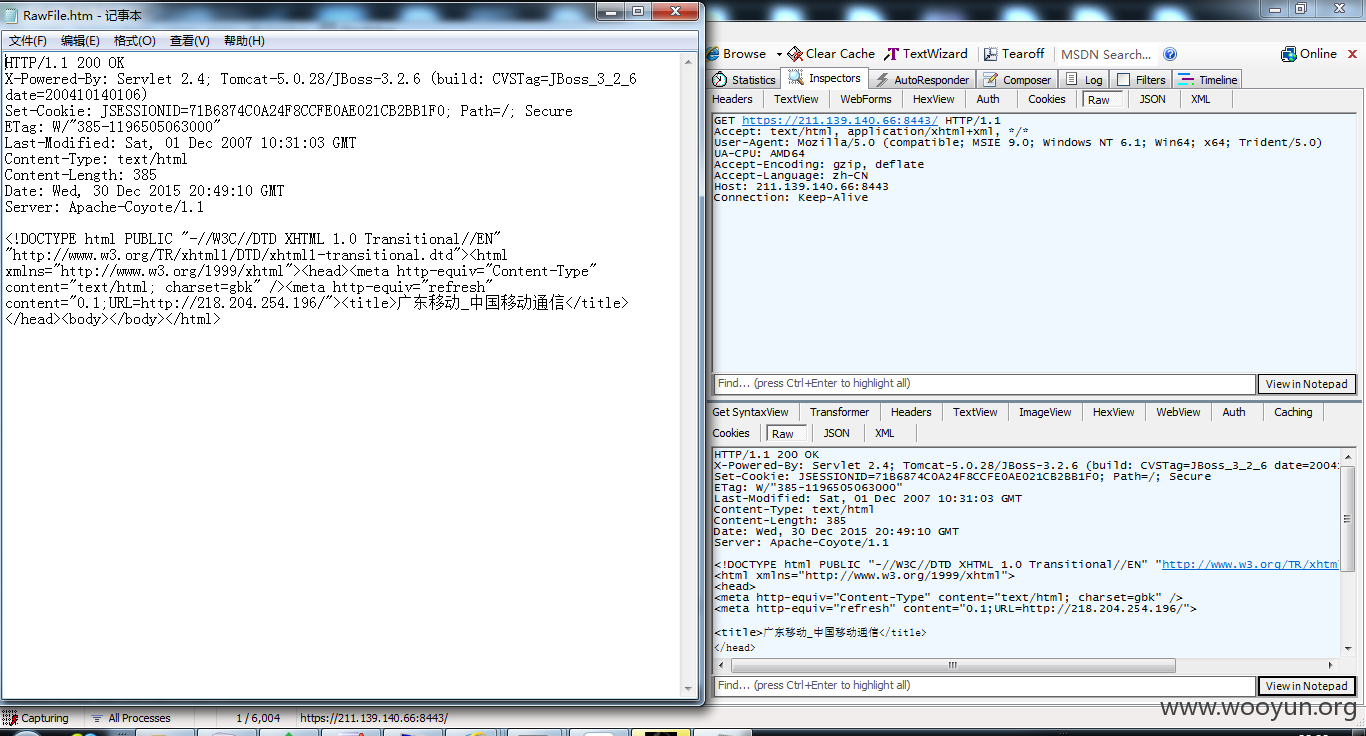 RawFile.htm - 记事本
文件(F) 编辑(E) 格式(O) 查看(V) 帮助(H)
HTTP/1.1 200 OK
X-Powered-By: Servlet 2.4; Tomcat-5.0.28/JBoss-3.2.6 (build: CVSTag=JBoss_3_2_6
date=200410140106)
Set-Cookie: JSESSIONID=71B6874C0A24F8CCFE0AE021CB2BB1F0; Path=/; Secure
ETag: W/"385-1196505063000"
Last-Modified: Sat, 01 Dec 2007 10:31:03 GMT
Content-Type: text/html
Content-Length: 385
Date: Wed, 30 Dec 2015 20:49:10 GMT
Server: Apache-Coyote/1.1
<!DOCTYPE html PUBLIC "-//W3C//DTD XHTML 1.0 Transitional//EN"
"http://www.w3.org/TR/xhtml1/DTD/xhtml1-transitional.dtd"><html
xmlns="http://www.w3.org/1999/xhtml"><head><meta http-equiv="Content-Type"
content="text/html; charset=gbk" /><meta http-equiv="refresh"
content="0.1;URL=http://218.204.254.196/"><title>广东移动_中国移动通信</title>
</head><body></body></html>
Browse Clear Cache TextWizard Tearoff MSDN Search... Online
Statistics Inspectors AutoResponder Composer Log Filters Timeline
Headers TextView WebForms HexView Auth Cookies Raw JSON XML
GET https://211.139.140.66:8443/ HTTP/1.1
Accept: text/html, application/xhtml+xml, */*
User-Agent: Mozilla/5.0 (compatible; MSIE 9.0; Windows NT 6.1; Win64; x64; Trident/5.0)
UA-CPU: AMD64
Accept-Encoding: gzip, deflate
Accept-Language: zh-CN
Host: 211.139.140.66:8443
Connection: Keep-Alive
Find... (press Ctrl+Enter to highlight all) View in Notepad
Get SyntaxView Transformer Headers TextView ImageView HexView WebView Auth Caching
Cookies Raw JSON XML
HTTP/1.1 200 OK
X-Powered-By: Servlet 2.4; Tomcat-5.0.28/JBoss-3.2.6 (build: CVSTag=JBoss_3_2_6 date=2004
Set-Cookie: JSESSIONID=71B6874C0A24F8CCFE0AE021CB2BB1F0; Path=/; Secure
ETag: W/"385-1196505063000"
Last-Modified: Sat, 01 Dec 2007 10:31:03 GMT
Content-Type: text/html
Content-Length: 385
Date: Wed, 30 Dec 2015 20:49:10 GMT
Server: Apache-Coyote/1.1
<!DOCTYPE html PUBLIC "-//W3C//DTD XHTML 1.0 Transitional//EN" "http://www.w3.org/TR/xhtm
<html xmlns="http://www.w3.org/1999/xhtml">
<head>
<meta http-equiv="Content-Type" content="text/html; charset=gbk" />
<meta http-equiv="refresh" content="0.1;URL=http://218.204.254.196/">
<title>广东移动_中国移动通信</title>
</head>
Find... (press Ctrl+Enter to highlight all) View in Notepad
Capturing All Processes 1 / 6,004 https://211.139.140.66:8443/
www.wooyun.org